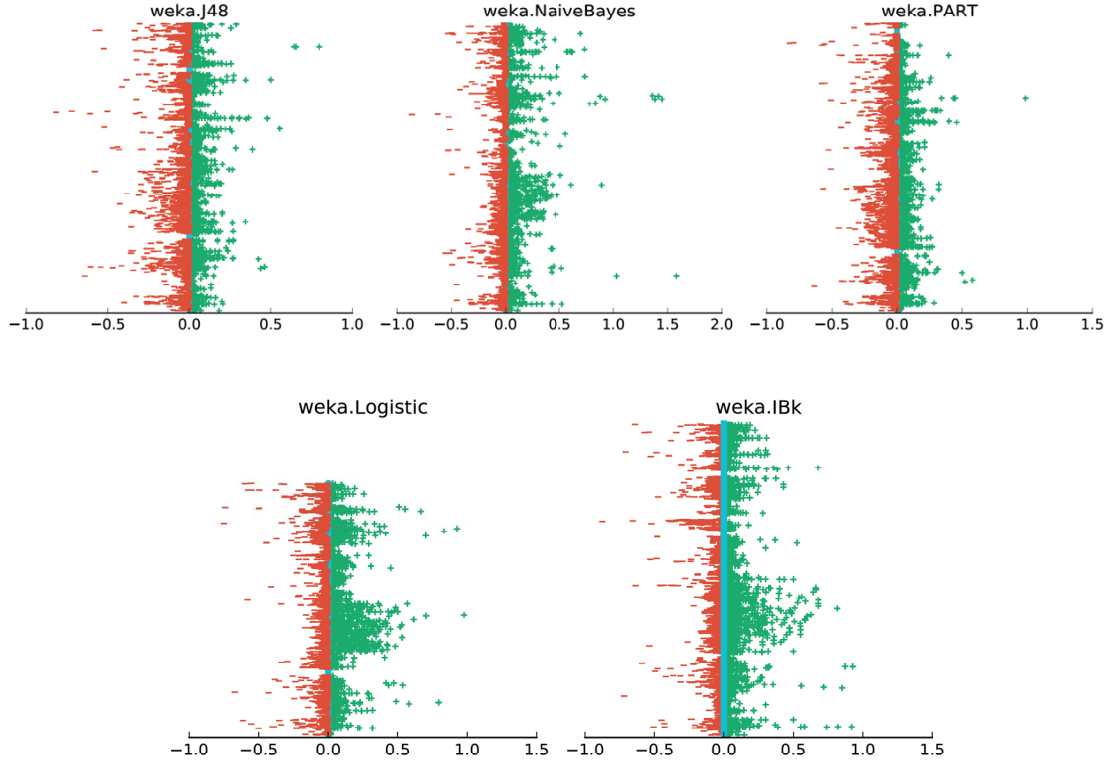 weka.J48 weka.NaiveBayes weka.PART
−1.0 −0.5 0.0 0.5 1.0 −1.0 −0.5 0.0 0.5 1.0 1.5 2.0 −1.0 −0.5 0.0 0.5 1.0 1.5
weka.Logistic weka.IBk
−1.0 −0.5 0.0 0.5 1.0 1.5 −1.0 −0.5 0.0 0.5 1.0 1.5